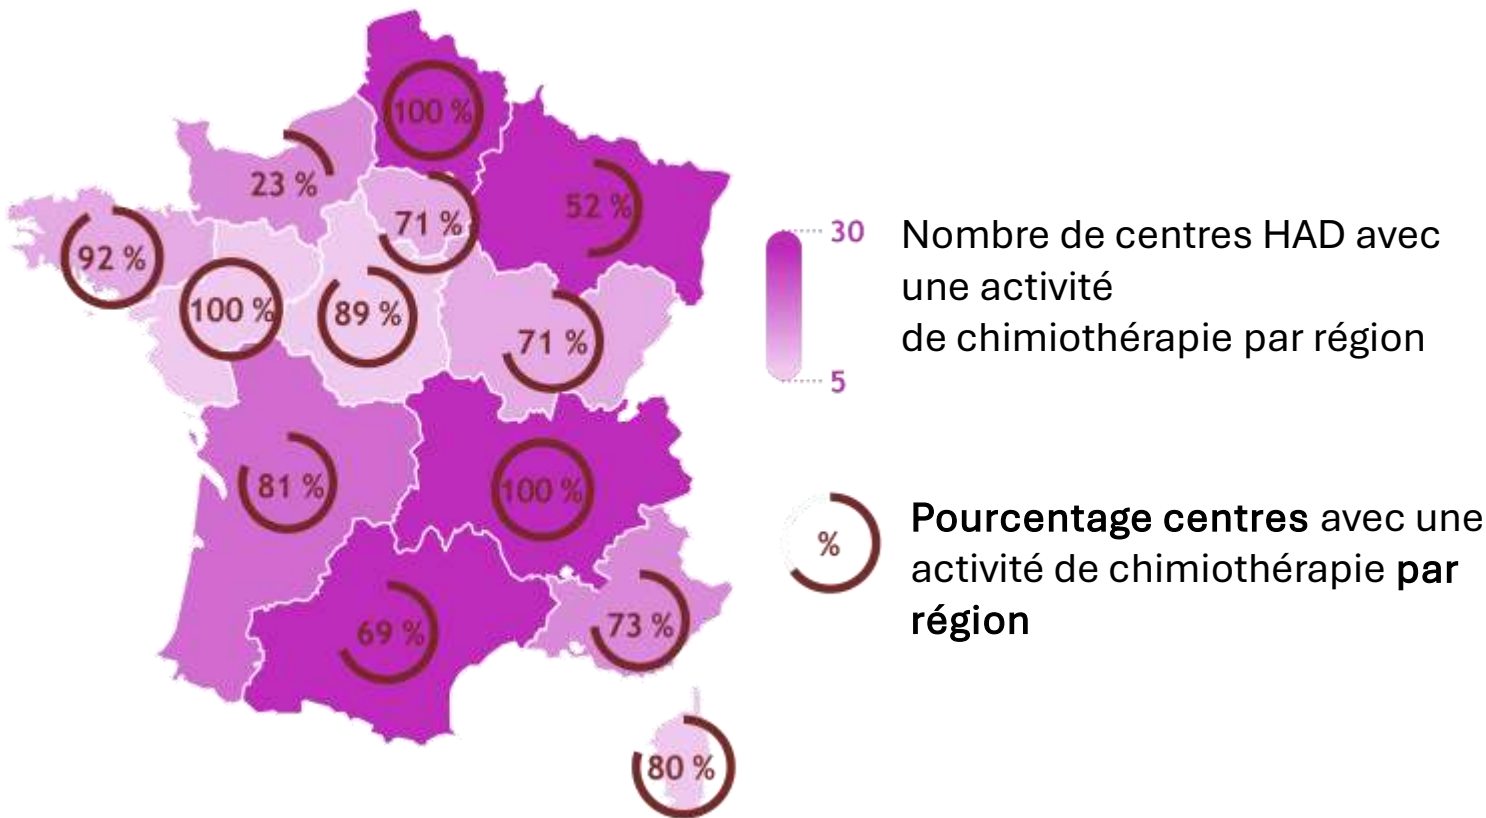 100 %
23 %
52 %
71 %
92 %
100 %
89 %
71 %
81 %
100 %
69 %
73 %
80 %
30
5
Nombre de centres HAD avec
une activité
de chimiothérapie par région
%
Pourcentage centres avec une
activité de chimiothérapie par
région